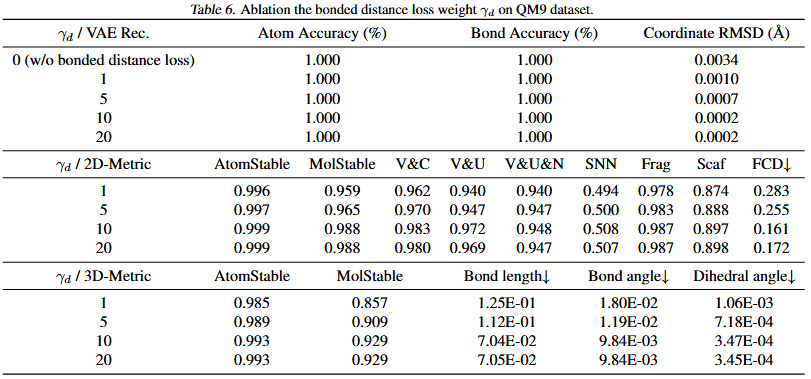 Table 6. Ablation the bonded distance loss weight γd on QM9 dataset.
γd / VAE Rec. Atom Accuracy (%) Bond Accuracy (%) Coordinate RMSD (Å)
0 (w/o bonded distance loss) 1.000 1.000 0.0034
1 1.000 1.000 0.0010
5 1.000 1.000 0.0007
10 1.000 1.000 0.0002
20 1.000 1.000 0.0002
γd / 2D-Metric AtomStable MolStable V&C V&U V&U&N SNN Frag Scaf FCD↓
1 0.996 0.959 0.962 0.940 0.940 0.494 0.978 0.874 0.283
5 0.997 0.965 0.970 0.947 0.947 0.500 0.983 0.888 0.255
10 0.999 0.988 0.983 0.972 0.948 0.508 0.987 0.897 0.161
20 0.999 0.988 0.980 0.969 0.947 0.507 0.987 0.898 0.172
γd / 3D-Metric AtomStable MolStable Bond length↓ Bond angle↓ Dihedral angle↓
1 0.985 0.857 1.25E-01 1.80E-02 1.06E-03
5 0.989 0.909 1.12E-01 1.19E-02 7.18E-04
10 0.993 0.929 7.04E-02 9.84E-03 3.47E-04
20 0.993 0.929 7.05E-02 9.84E-03 3.45E-04